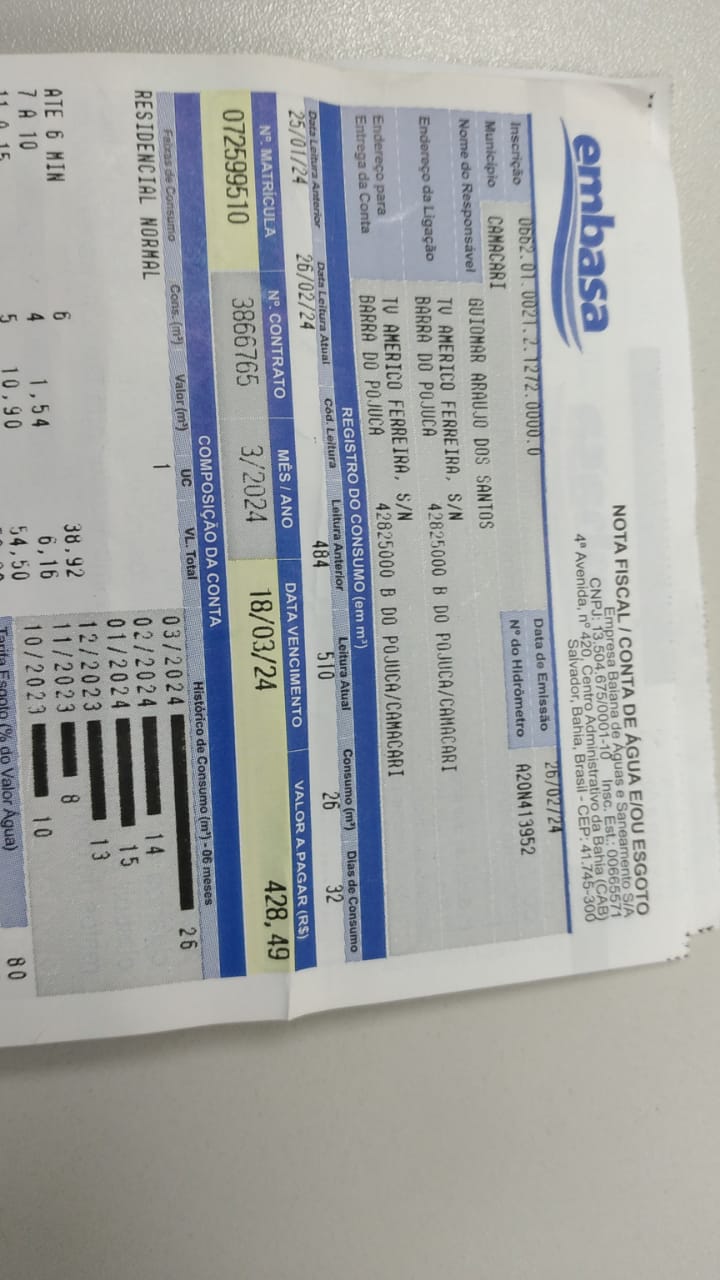 embasa
NOTA FISCAL / CONTA DE ÁGUA E/OU ESGOTO
Empresa Baiana de Águas e Saneamento S/A
CNPJ: 13.504.675/0001-10 Insc. Est.: 00665571
4ª Avenida, nº 420, Centro Administrativo da Bahia (CAB)
Salvador, Bahia, Brasil - CEP: 41.745-300
Inscrição 0662.01.0021.2.1272.0000.0
Data de Emissão 26/02/24
Município CAMACARI
Nº do Hidrômetro A20N413952
Nome do Responsável GUIOMAR ARAUJO DOS SANTOS
Endereço da Ligação TV AMERICO FERREIRA, S/N
BARRA DO POJUCA 42825000 B DO POJUCA/CAMACARI
Endereço para Entrega da Conta TV AMERICO FERREIRA, S/N
BARRA DO POJUCA 42825000 B DO POJUCA/CAMACARI
REGISTRO DO CONSUMO (em m³)
Data Leitura Anterior Data Leitura Atual Cód. Leitura Leitura Anterior Leitura Atual Consumo (m³) Dias de Consumo
25/01/24 26/02/24 484 510 26 32
Nº. MATRÍCULA Nº. CONTRATO MÊS / ANO DATA VENCIMENTO VALOR A PAGAR (R$)
072599510 3866765 3/2024 18/03/24 428,49
COMPOSIÇÃO DA CONTA
Faixas de Consumo Cons. (m³) Valor (m³) UC VL. Total
Histórico de Consumo (m³) - 06 meses
RESIDENCIAL NORMAL 1
03/2024 26
02/2024 14
01/2024 15
12/2023 13
11/2023 8
10/2023 10
ATE 6 MIN 6 38,92
7 A 10 4 1,54 6,16
11 A 15 5 10,90 54,50
Tarifa Esgoto (% do Valor Água) 80